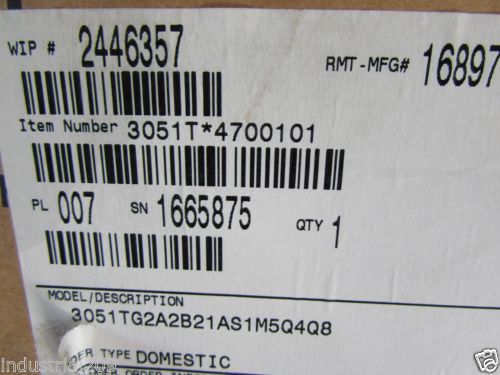 WIP # 2446357
RMT-MFG# 16897
Item Number 3051T*4700101
PL 007 SN 1665875 QTY 1
MODEL/DESCRIPTION
3051TG2A2B21AS1M5Q4Q8
DER TYPE DOMESTIC